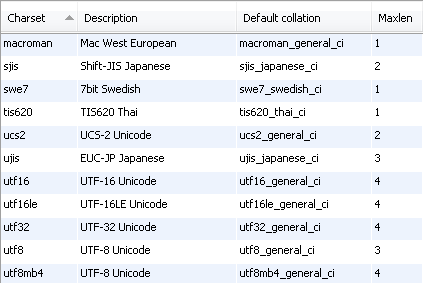 Charset Description Default collation Maxlen
macroman Mac West European macroman_general_ci 1
sjis Shift-JIS Japanese sjis_japanese_ci 2
swe7 7bit Swedish swe7_swedish_ci 1
tis620 TIS620 Thai tis620_thai_ci 1
ucs2 UCS-2 Unicode ucs2_general_ci 2
ujis EUC-JP Japanese ujis_japanese_ci 3
utf16 UTF-16 Unicode utf16_general_ci 4
utf16le UTF-16LE Unicode utf16le_general_ci 4
utf32 UTF-32 Unicode utf32_general_ci 4
utf8 UTF-8 Unicode utf8_general_ci 3
utf8mb4 UTF-8 Unicode utf8mb4_general_ci 4